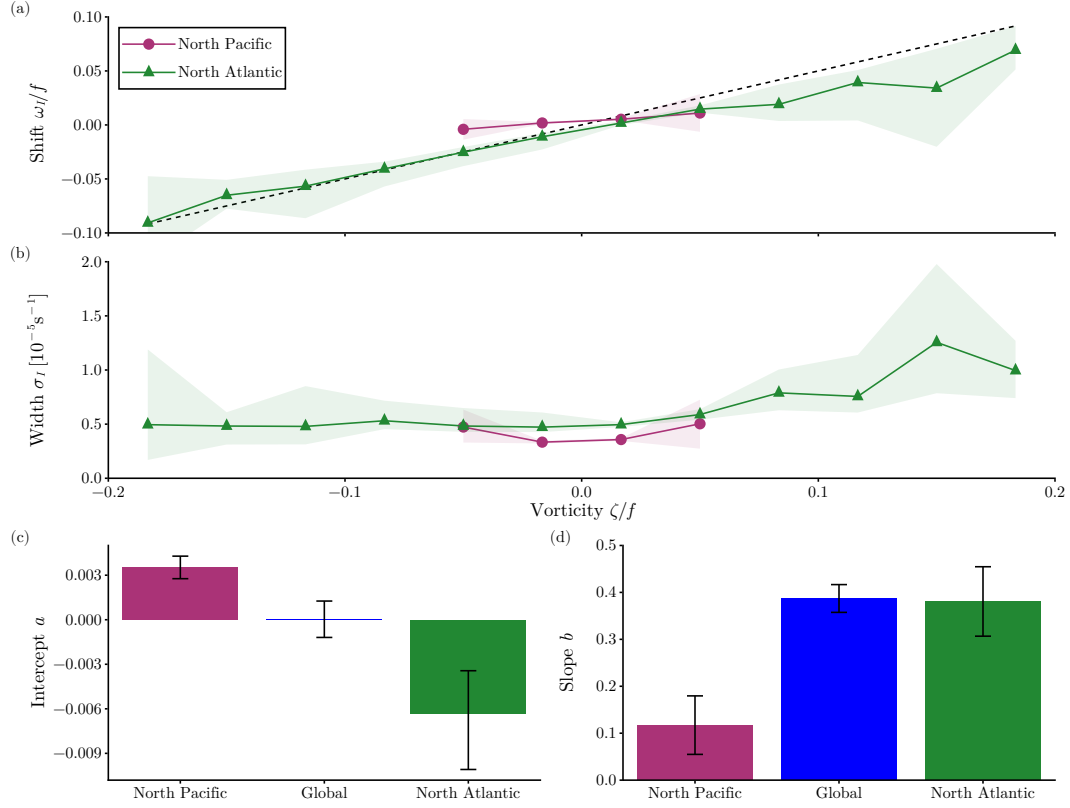 (a)
0.10
0.05
0.00
−0.05
−0.10
Shift ω_I/f
North Pacific
North Atlantic
(b)
2.0
1.5
1.0
0.5
0.0
Width σ_I [10^−5 s^−1]
−0.2 −0.1 0.0 0.1 0.2
Vorticity ζ/f
(c)
0.003
0.000
−0.003
−0.006
−0.009
Intercept a
North Pacific Global North Atlantic
(d)
0.5
0.4
0.3
0.2
0.1
0.0
Slope b
North Pacific Global North Atlantic